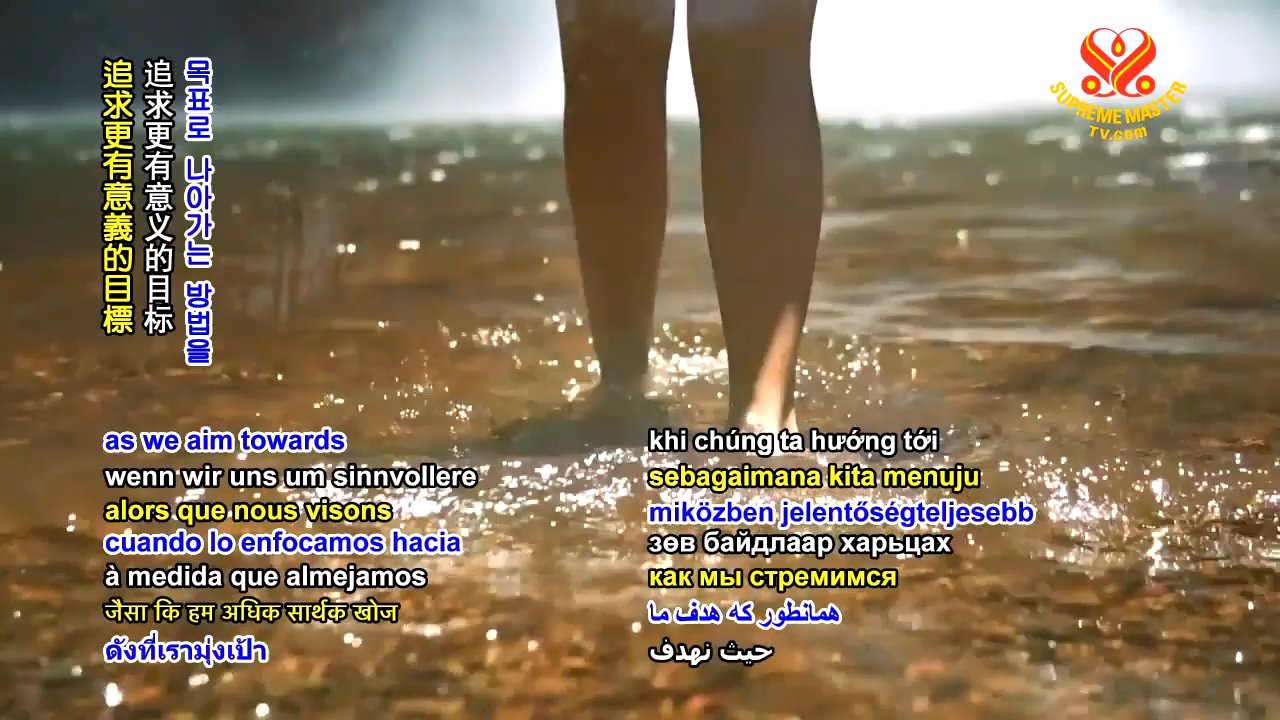 追求更有意義的目標
追求更有意义的目标
목표로 나아가는 방법을
SUPREME MASTER
TV.com
as we aim towards
wenn wir uns um sinnvollere
alors que nous visons
cuando lo enfocamos hacia
à medida que almejamos
जैसा कि हम अधिक सार्थक खोज
ดังที่เรามุ่งเป้า
khi chúng ta hướng tới
sebagaimana kita menuju
miközben jelentőségteljesebb
зөв байдлаар харьцах
как мы стремимся
همانطور که هدف ما
حيث نهدف